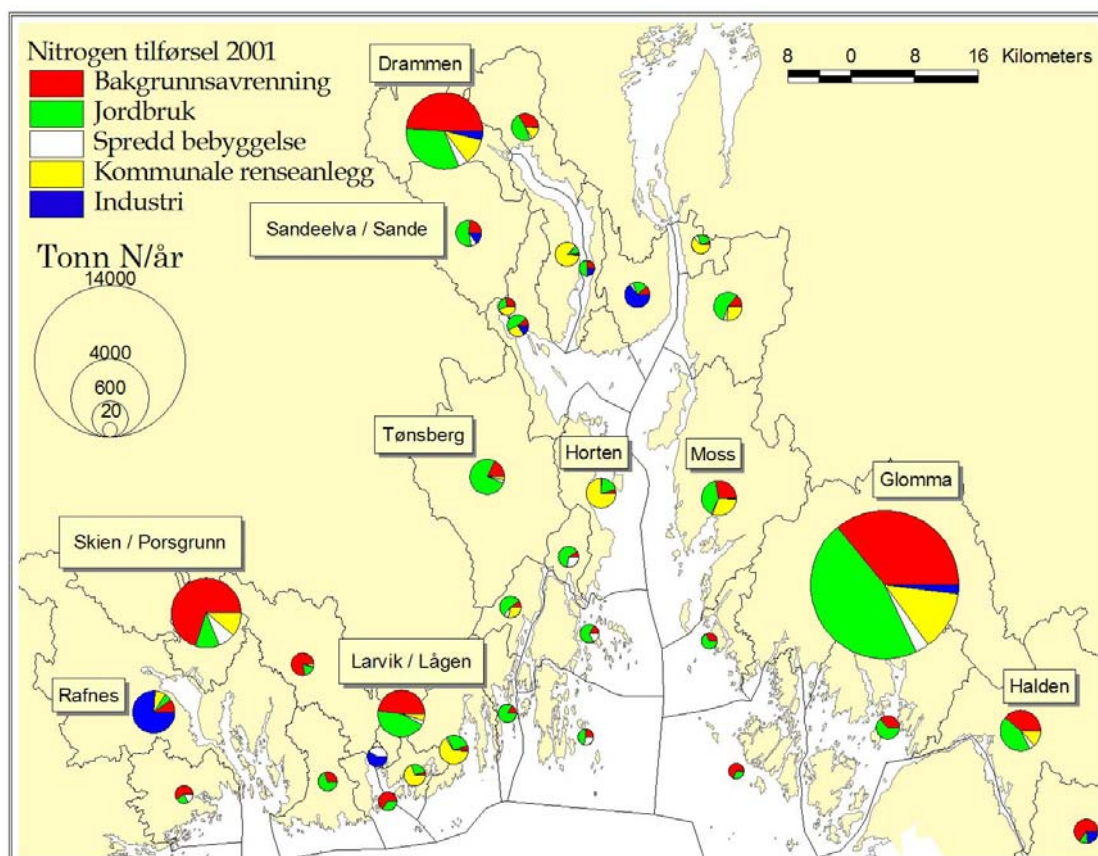 Nitrogen tilførsel 2001
Bakgrunnsavrenning
Jordbruk
Spredd bebyggelse
Kommunale renseanlegg
Industri
Tonn N/år
14000
4000
600
20
8 0 8 16 Kilometers
Drammen
Sandeelva / Sande
Tønsberg
Horten
Moss
Glomma
Skien / Porsgrunn
Larvik / Lågen
Rafnes
Halden